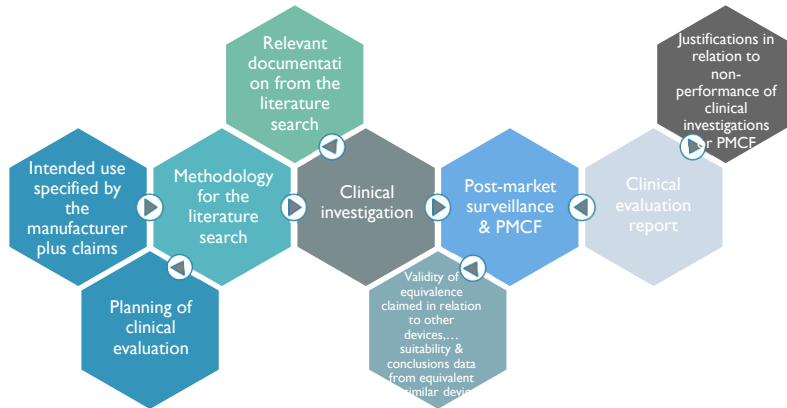 Relevant
documentati
on from the
literature
search
Justifications in
relation to
non-
performance of
clinical
investigations
or PMCF
Intended use
specified by
the
manufacturer
plus claims
Methodology
for the
literature
search
Clinical
investigation
Post-market
surveillance
& PMCF
Clinical
evaluation
report
Planning of
clinical
evaluation
Validity of
equivalence
claimed in
relation to
other
devices,…
suitability &
conclusions data
from equivalent
similar